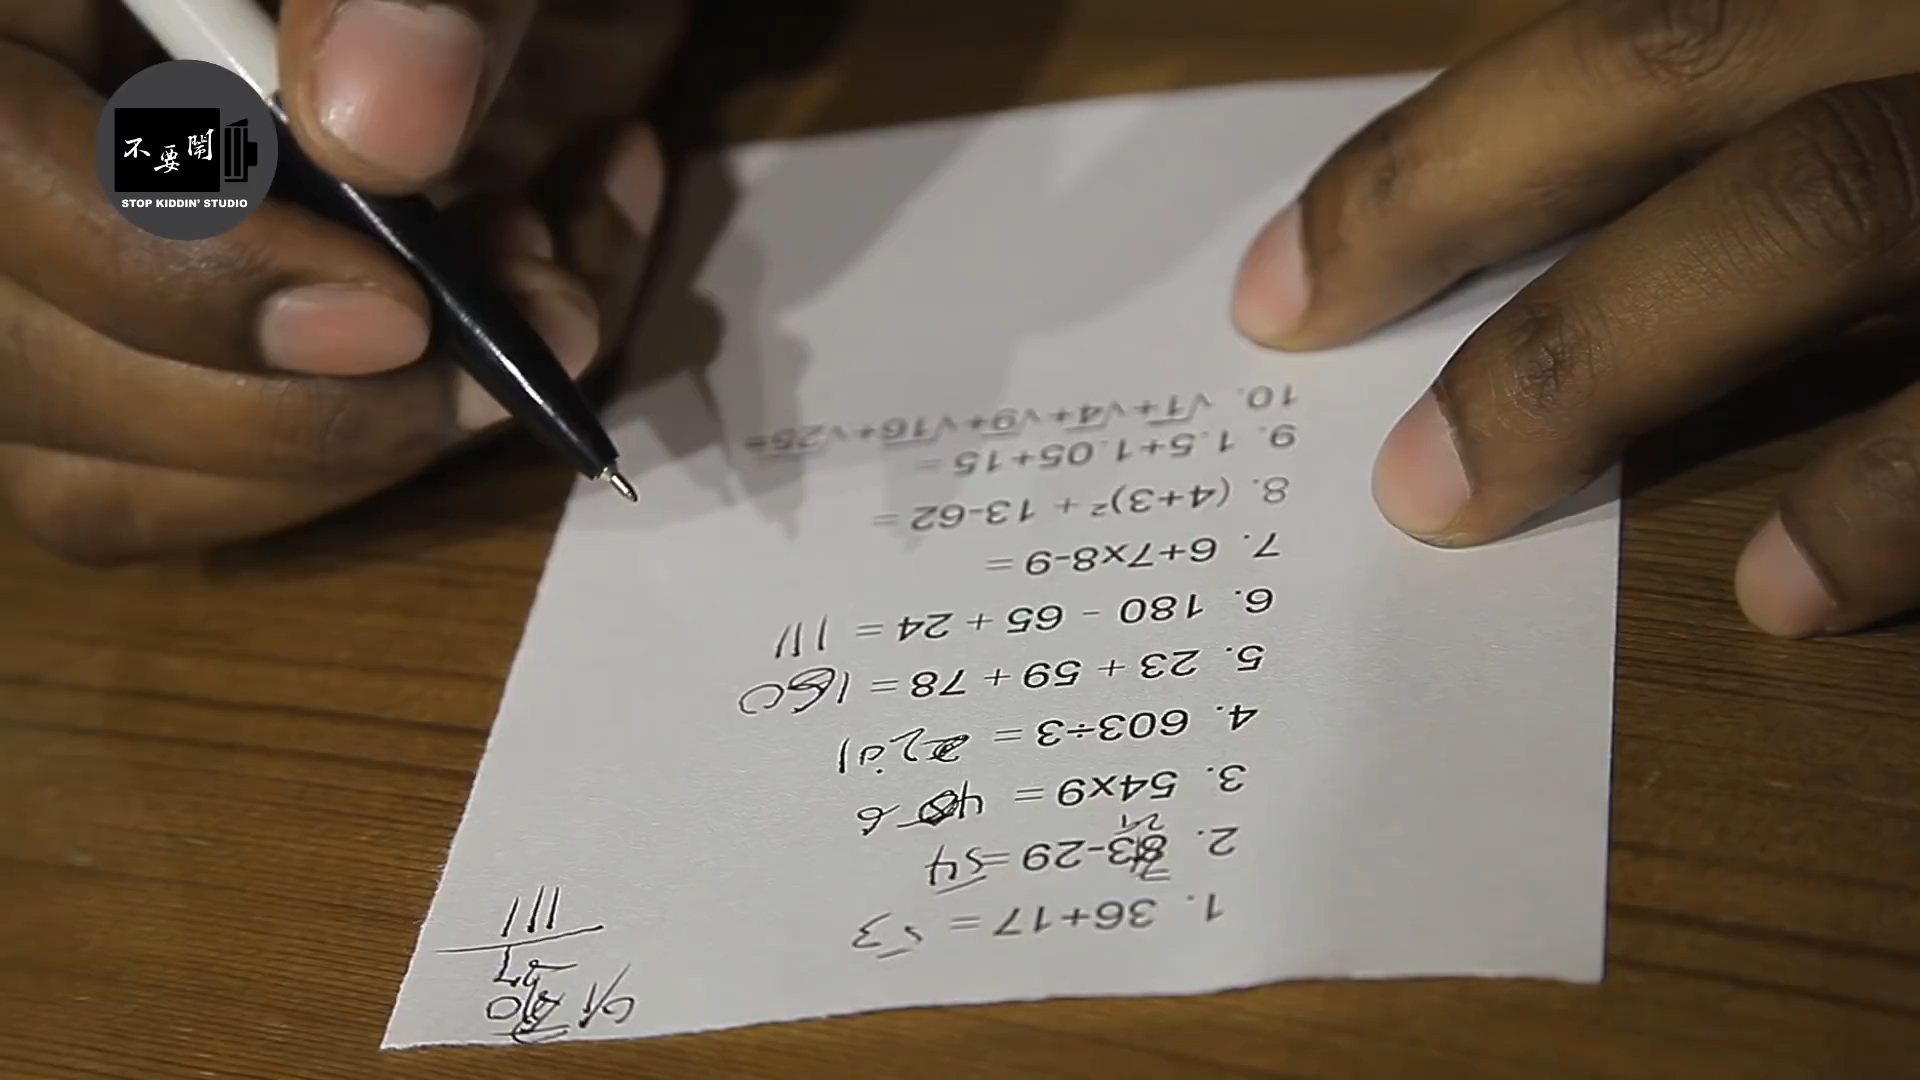 不要鬧
STOP KIDDIN' STUDIO
1. 36+17 = 53
2. 83-29 = 54
3. 54x9 =
4. 603÷3 = 201
5. 23 + 59 + 78 = 160
6. 180 - 65 + 24 = 111
7. 6+7x8-9 =
8. (4+3)² + 13-62 =
9. 1.5+1.05+15 =
10. √1+√4+√9+√16+√25=
111